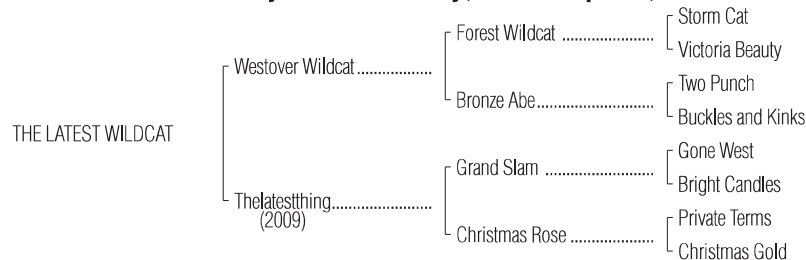 Storm Cat
Forest Wildcat ....................
Victoria Beauty
Westover Wildcat................
Two Punch
Bronze Abe.........................
Buckles and Kinks
THE LATEST WILDCAT
Gone West
Grand Slam .......................
Bright Candles
Thelatestthing.....................
(2009)
Private Terms
Christmas Rose .................
Christmas Gold